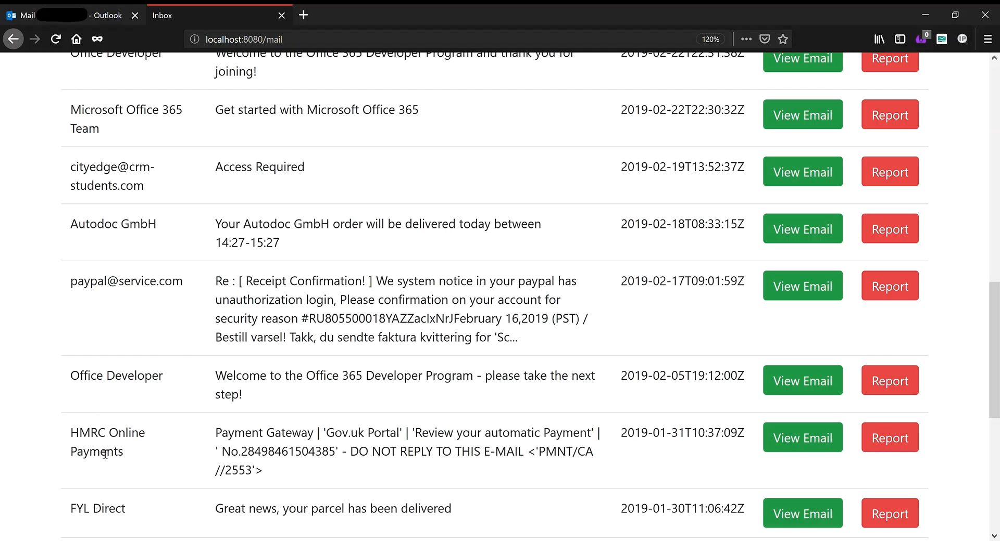 Mail - Outlook
Inbox
localhost:8080/mail
120%
0
IP
Office Developer Welcome to the Office 365 Developer Program and thank you for 2019-02-22T22:31:38Z View Email Report
joining!
Microsoft Office 365 Get started with Microsoft Office 365 2019-02-22T22:30:32Z View Email Report
Team
cityedge@crm- Access Required 2019-02-19T13:52:37Z View Email Report
students.com
Autodoc GmbH Your Autodoc GmbH order will be delivered today between 2019-02-18T08:33:15Z View Email Report
14:27-15:27
paypal@service.com Re : [ Receipt Confirmation! ] We system notice in your paypal has 2019-02-17T09:01:59Z View Email Report
unauthorization login, Please confirmation on your account for
security reason #RU805500018YAZZacIxNrJFebruary 16,2019 (PST) /
Bestill varsel! Takk, du sendte faktura kvittering for 'Sc...
Office Developer Welcome to the Office 365 Developer Program - please take the next 2019-02-05T19:12:00Z View Email Report
step!
HMRC Online Payment Gateway | 'Gov.uk Portal' | 'Review your automatic Payment' | 2019-01-31T10:37:09Z View Email Report
Payments ' No.28498461504385' - DO NOT REPLY TO THIS E-MAIL <'PMNT/CA
//2553'>
FYL Direct Great news, your parcel has been delivered 2019-01-30T11:06:42Z View Email Report